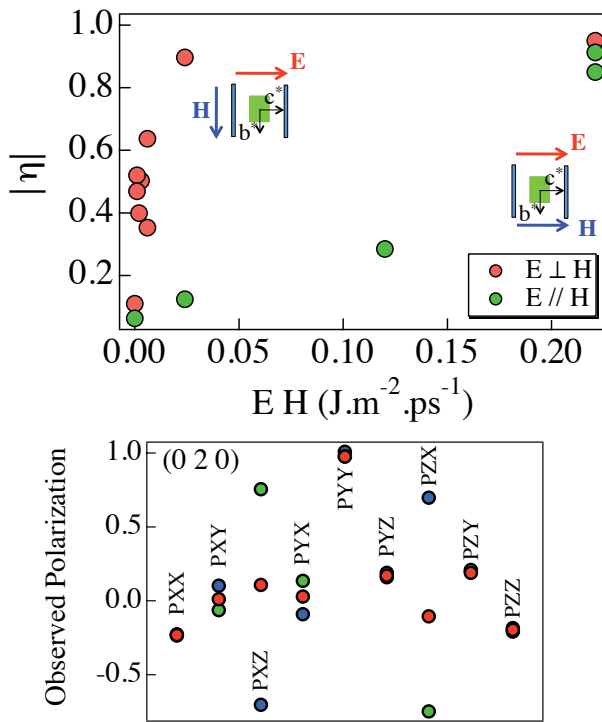 1.0
0.8
0.6
0.4
0.2
|η|
E
H
c*
b*
E
c*
b*
H
E ⊥ H
E // H
0.00
0.05
0.10
0.15
0.20
E H (J.m⁻².ps⁻¹)
(0 2 0)
1.0
0.5
0.0
-0.5
Observed Polarization
PXX
PXY
PXZ
PYX
PYY
PYZ
PZX
PZY
PZZ